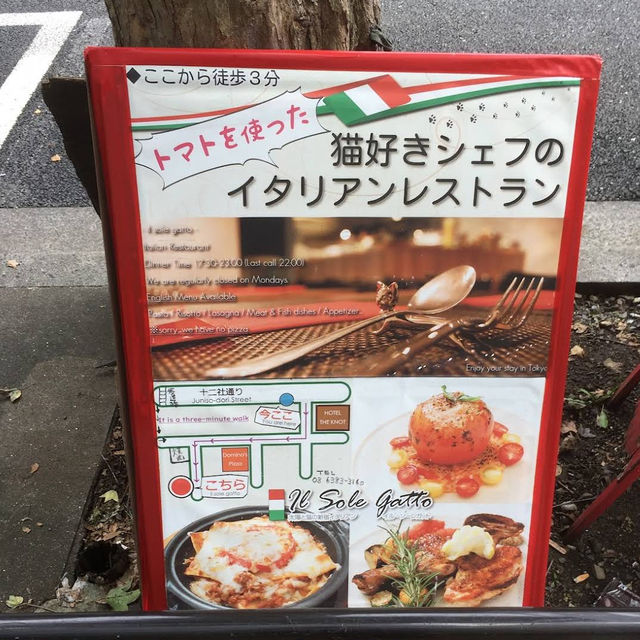 ◆ここから徒歩3分
トマトを使った
猫好きシェフの
イタリアンレストラン
il sole gatto
Italian Restaurant
Dinner Time 17:30-23:00 (Last call 22:00)
We are regularly closed on Mondays.
English Menu Available
Pasta / Risotto / Lasagna / Meat & Fish dishes / Appetizer
※sorry...we have no pizza
Enjoy your stay in Tokyo
十二社通り
Juniso-dori Street
It is a three-minute walk
今ここ
You are here
HOTEL
THE KNOT
Domino's
Pizza
こちら
il sole gatto
TEL
Il Sole Gatto